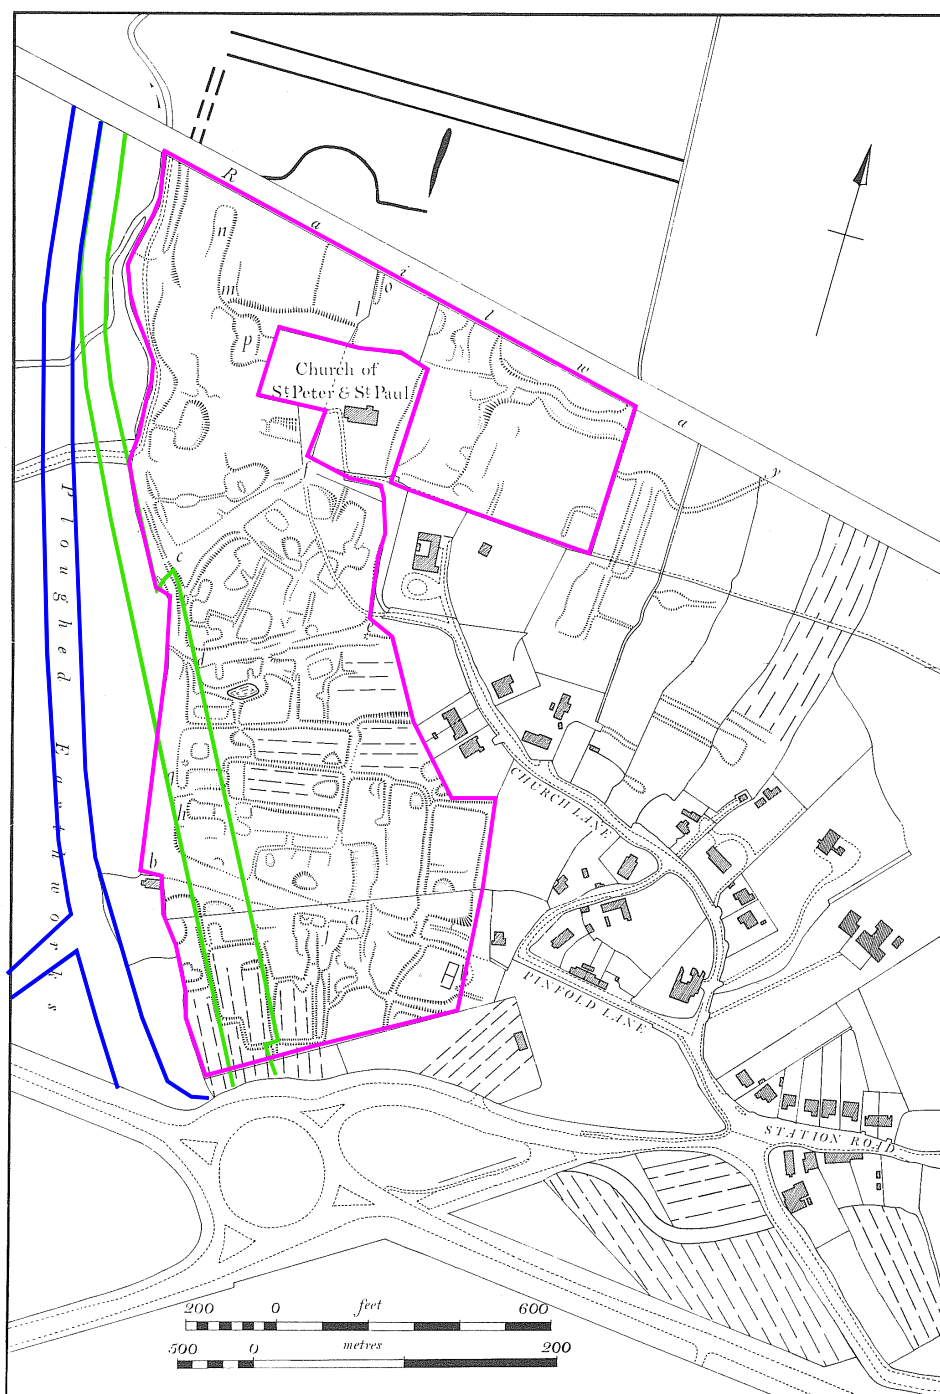 Railway
n
m
l
o
p
Church of
St Peter & St Paul
Ploughed Earthworks
c
d
e
g
h
b
a
CHURCH LANE
PINFOLD LANE
STATION ROAD
200 0 feet 600
0 metres 200